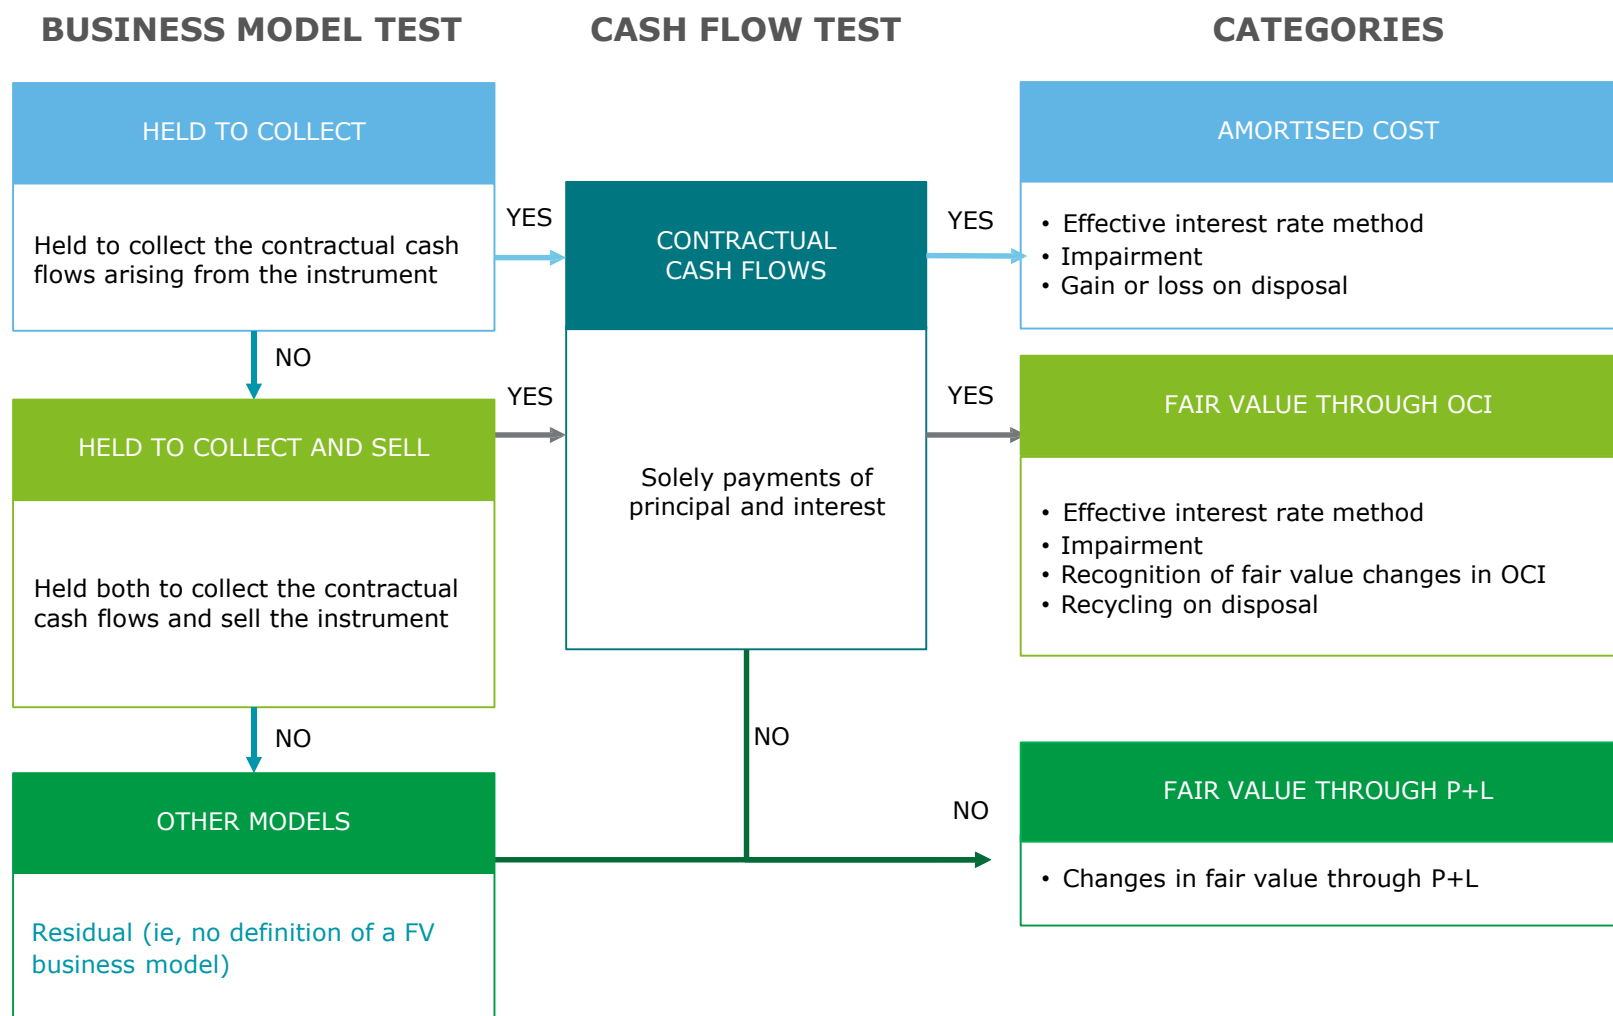 BUSINESS MODEL TEST
CASH FLOW TEST
CATEGORIES
HELD TO COLLECT
Held to collect the contractual cash
flows arising from the instrument
YES
NO
HELD TO COLLECT AND SELL
Held both to collect the contractual
cash flows and sell the instrument
YES
NO
OTHER MODELS
Residual (ie, no definition of a FV
business model)
CONTRACTUAL
CASH FLOWS
Solely payments of
principal and interest
YES
YES
NO
NO
AMORTISED COST
• Effective interest rate method
• Impairment
• Gain or loss on disposal
FAIR VALUE THROUGH OCI
• Effective interest rate method
• Impairment
• Recognition of fair value changes in OCI
• Recycling on disposal
FAIR VALUE THROUGH P+L
• Changes in fair value through P+L